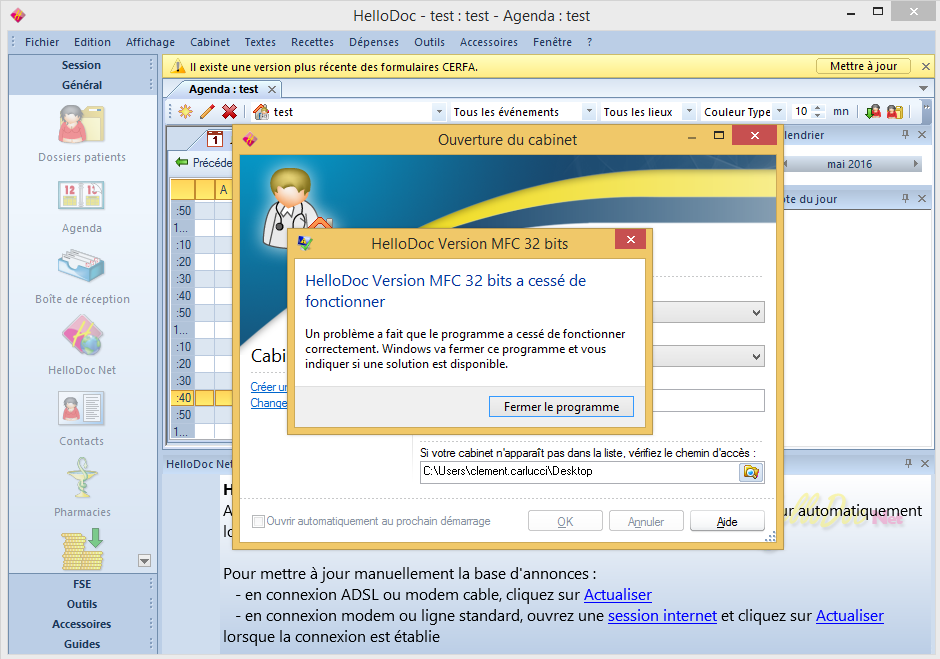 HelloDoc - test : test - Agenda : test
Fichier Edition Affichage Cabinet Textes Recettes Dépenses Outils Accessoires Fenêtre ?
Session
Général
Dossiers patients
Agenda
Boîte de réception
HelloDoc Net
Contacts
Pharmacies
FSE
Outils
Accessoires
Guides
Il existe une version plus récente des formulaires CERFA.
Mettre à jour
Agenda : test
test
Tous les événements
Tous les lieux
Couleur Type
10 mn
1
Précéde
A
:50
1...
:10
:20
:30
:40
:50
1...
:10
:20
:30
:40
:50
1...
lendrier
mai 2016
te du jour
Ouverture du cabinet
Cabi
Créer un
Change
HelloDoc Version MFC 32 bits
HelloDoc Version MFC 32 bits a cessé de
fonctionner
Un problème a fait que le programme a cessé de fonctionner
correctement. Windows va fermer ce programme et vous
indiquer si une solution est disponible.
Fermer le programme
Si votre cabinet n'apparaît pas dans la liste, vérifiez le chemin d'accès :
C:\Users\clement.carlucci\Desktop
Ouvrir automatiquement au prochain démarrage
OK
Annuler
Aide
HelloDoc Net
H
A
ur automatiquement
lo
Pour mettre à jour manuellement la base d'annonces :
- en connexion ADSL ou modem cable, cliquez sur Actualiser
- en connexion modem ou ligne standard, ouvrez une session internet et cliquez sur Actualiser
lorsque la connexion est établie